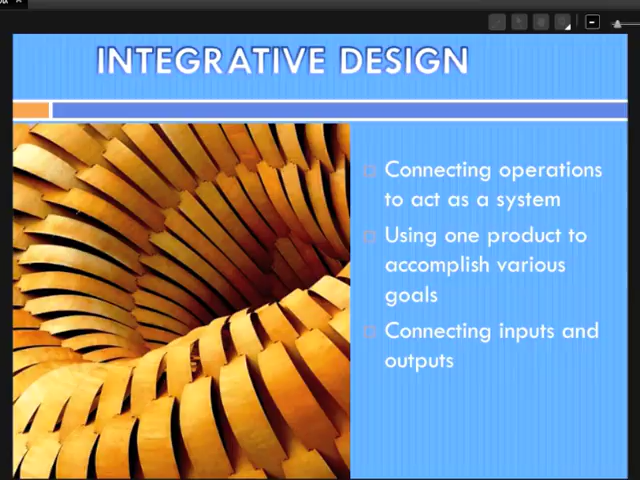 INTEGRATIVE DESIGN
Connecting operations
to act as a system
Using one product to
accomplish various
goals
Connecting inputs and
outputs